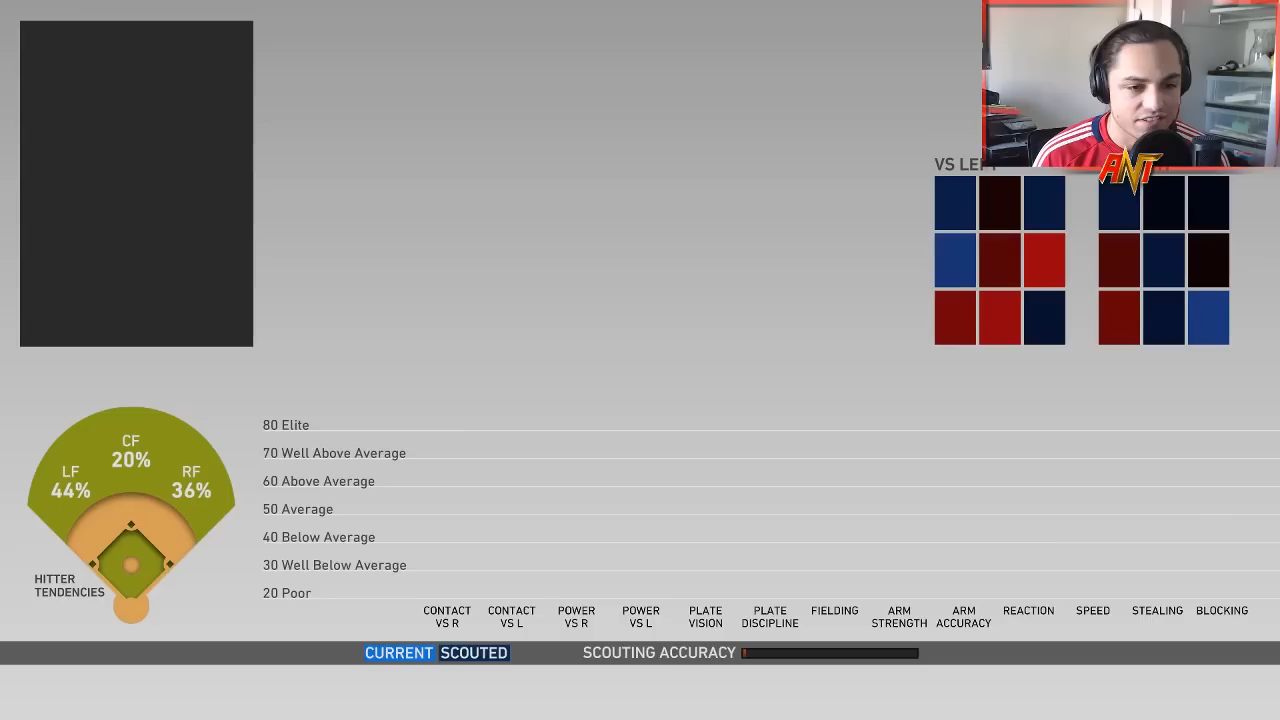 VS LEFT
ANT
CF
20%
LF
44%
RF
36%
HITTER
TENDENCIES
80 Elite
70 Well Above Average
60 Above Average
50 Average
40 Below Average
30 Well Below Average
20 Poor
CONTACT VS R
CONTACT VS L
POWER VS R
POWER VS L
PLATE VISION
PLATE DISCIPLINE
FIELDING
ARM STRENGTH
ARM ACCURACY
REACTION
SPEED
STEALING
BLOCKING
CURRENT SCOUTED
SCOUTING ACCURACY